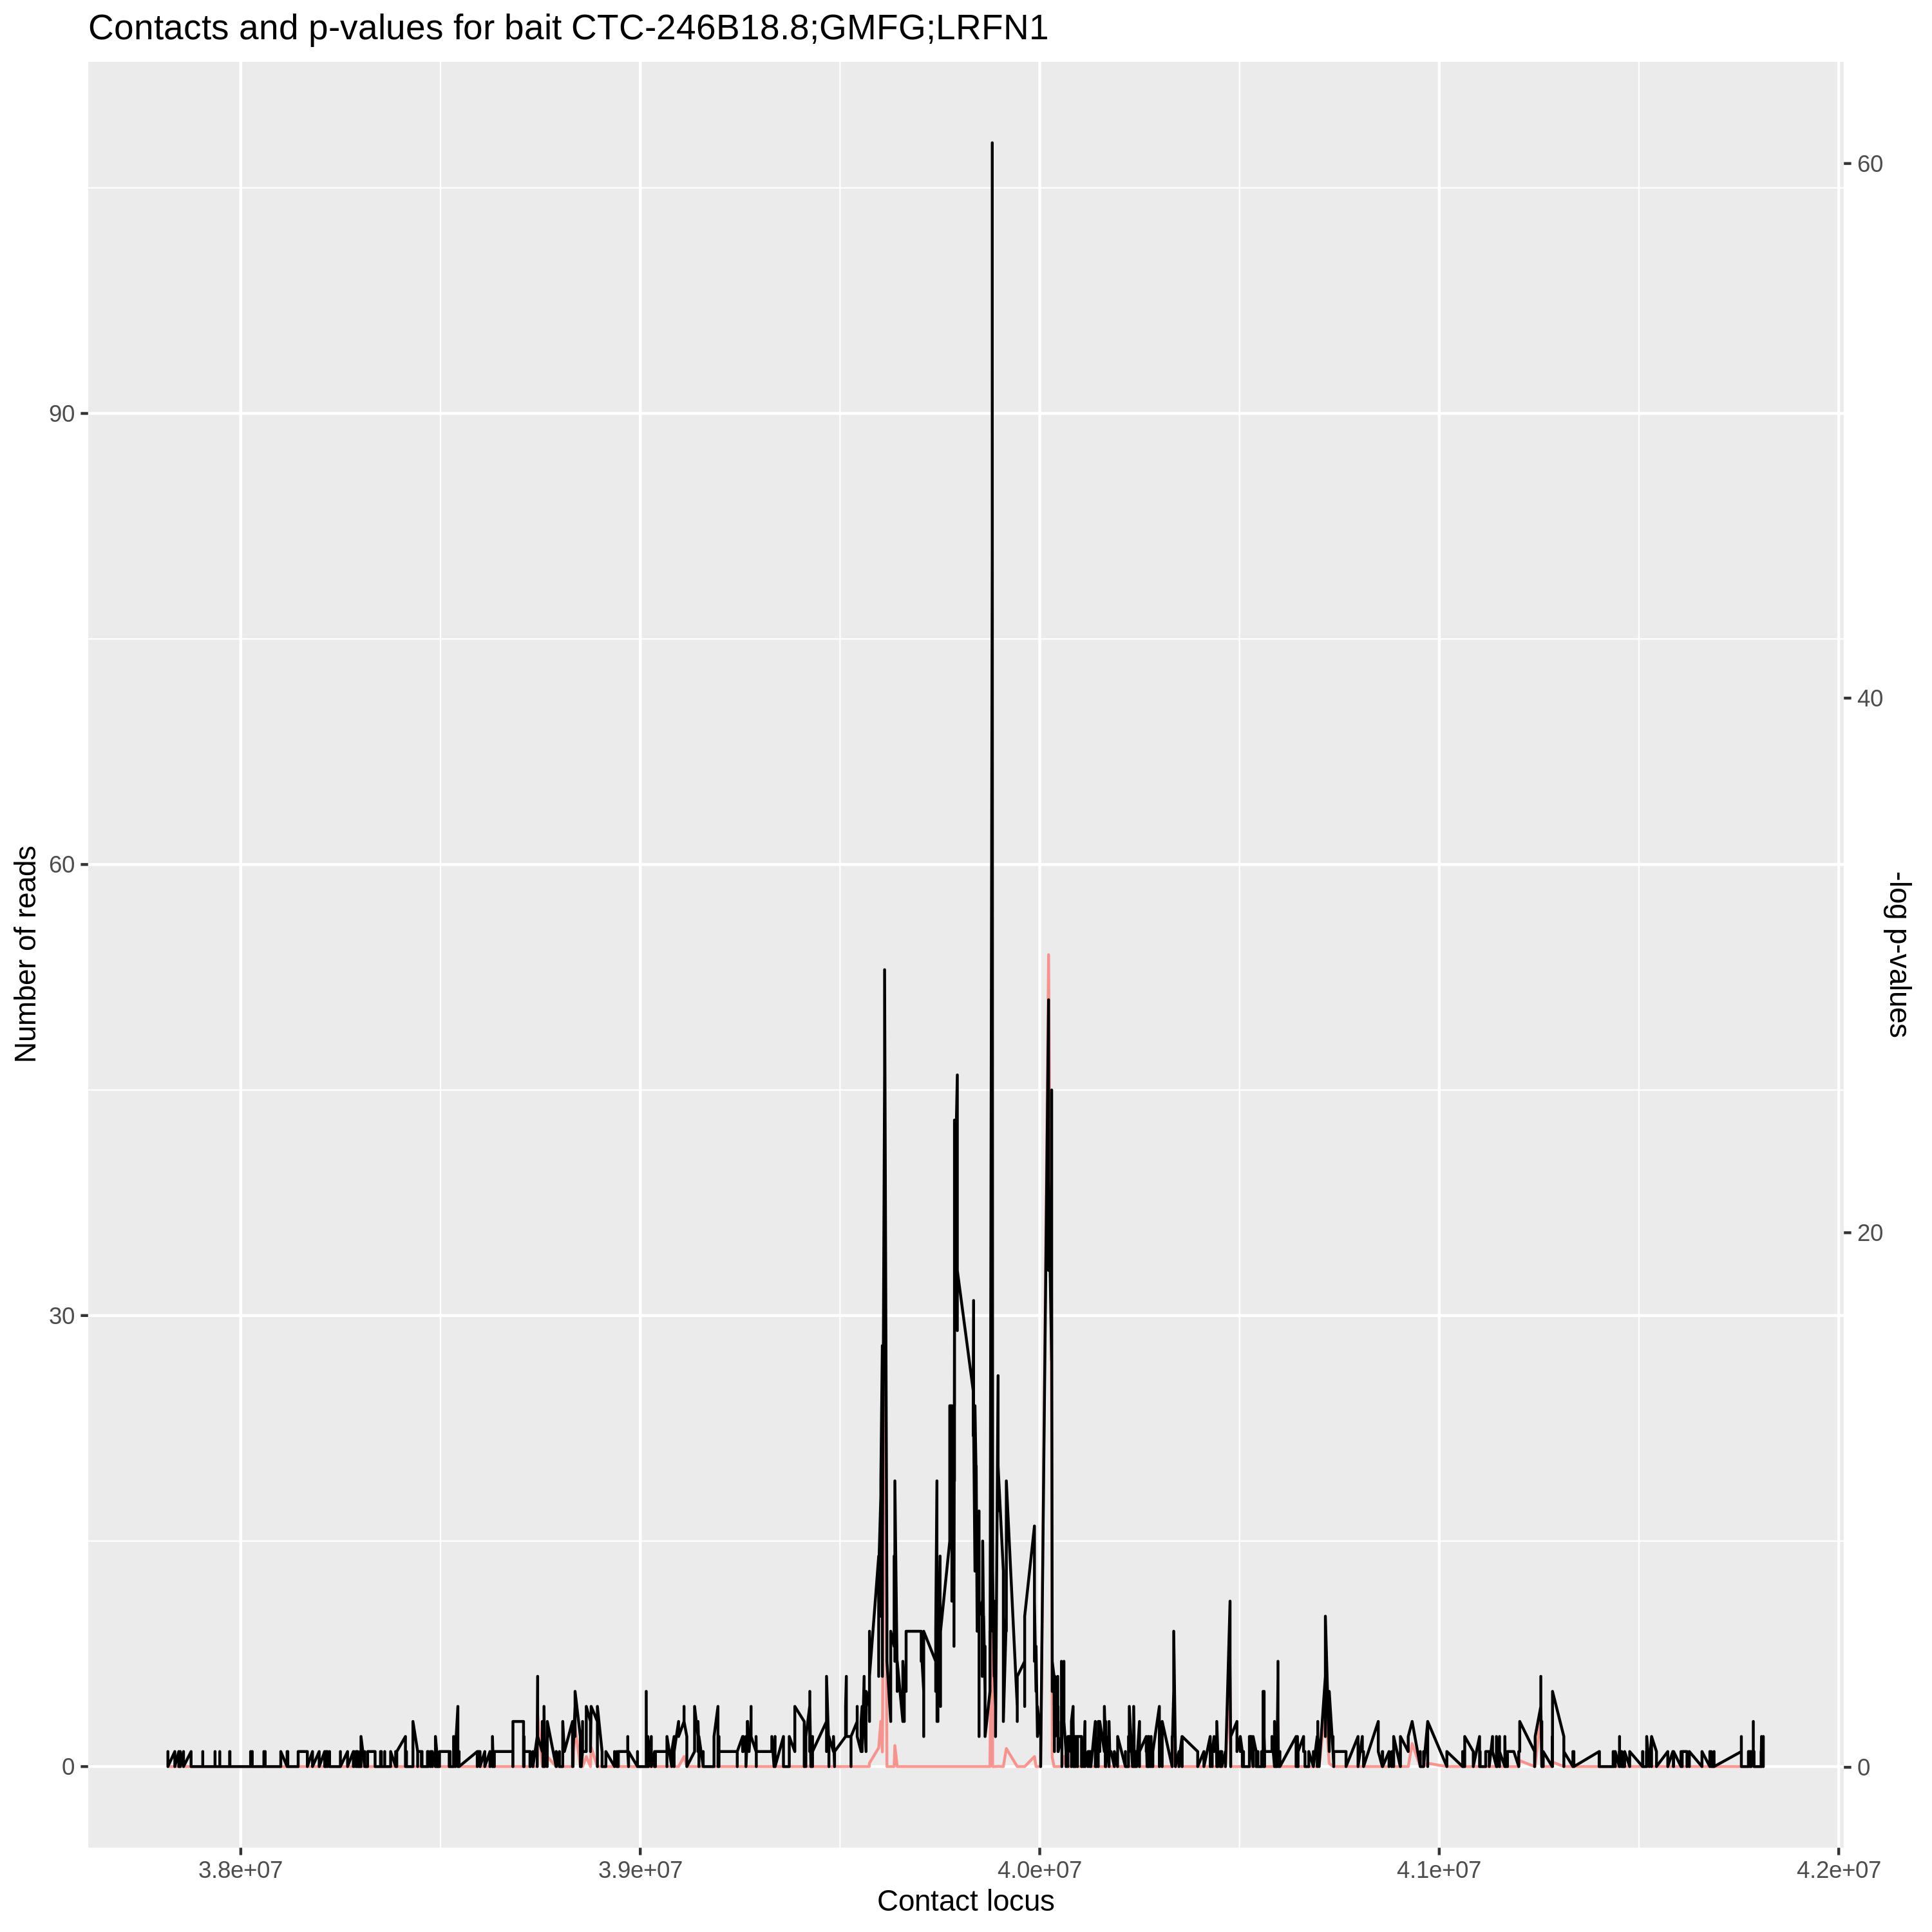 Contacts and p-values for bait CTC-246B18.8;GMFG;LRFN1
60
90
40
60
Number of reads
-log p-values
20
30
0
0
3.8e+07
3.9e+07
4.0e+07
4.1e+07
4.2e+07
Contact locus